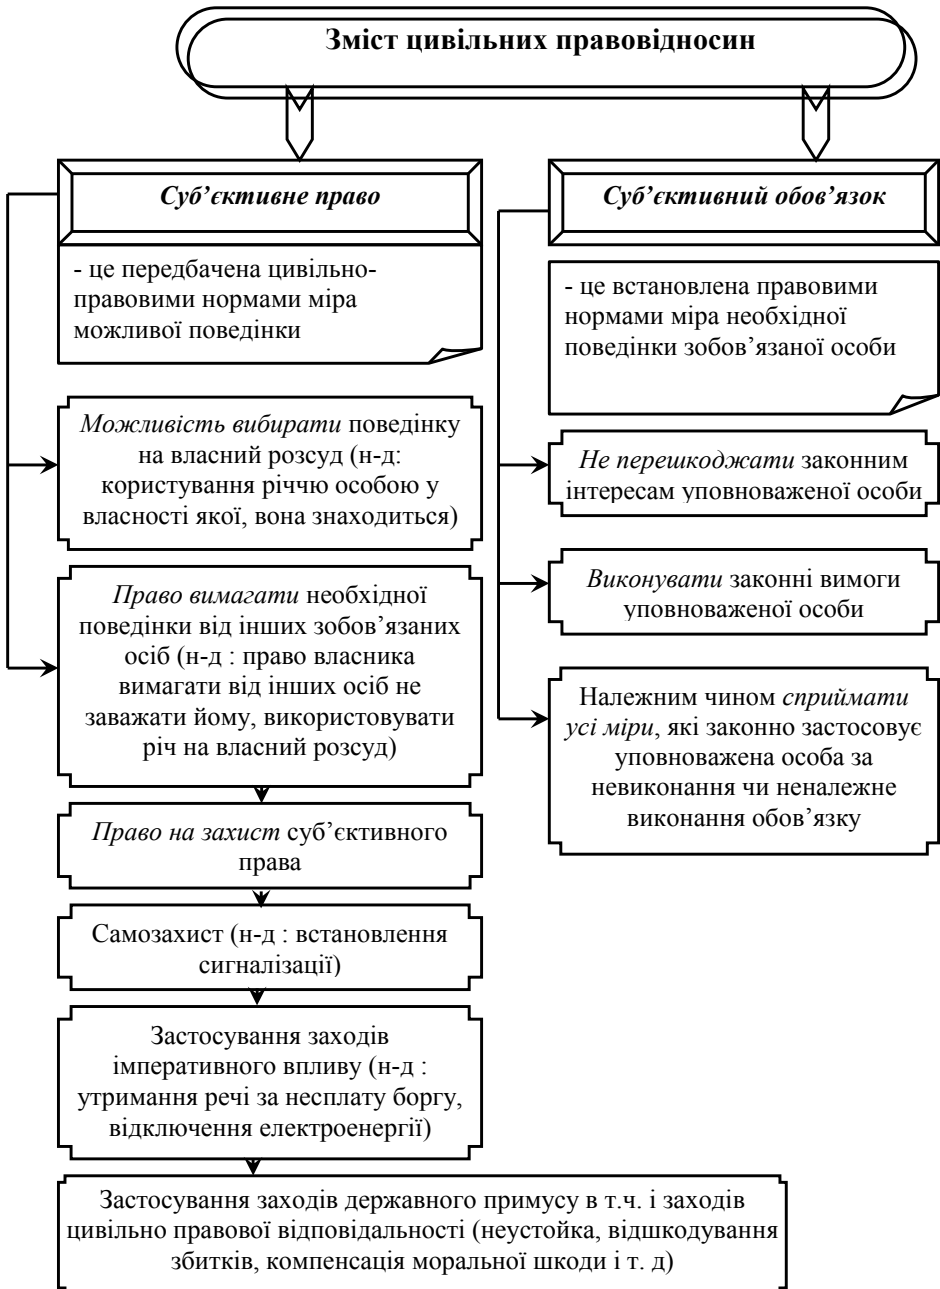 Зміст цивільних правовідносин
Суб’єктивне право
- це передбачена цивільно-
правовими нормами міра
можливої поведінки
Можливість вибирати поведінку
на власний розсуд (н-д:
користування річчю особою у
власності якої, вона знаходиться)
Право вимагати необхідної
поведінки від інших зобов’язаних
осіб (н-д : право власника
вимагати від інших осіб не
заважати йому, використовувати
річ на власний розсуд)
Право на захист суб’єктивного
права
Самозахист (н-д : встановлення
сигналізації)
Застосування заходів
імперативного впливу (н-д :
утримання речі за несплату боргу,
відключення електроенергії)
Застосування заходів державного примусу в т.ч. і заходів
цивільно правової відповідальності (неустойка, відшкодування
збитків, компенсація моральної шкоди і т. д)
Суб’єктивний обов’язок
- це встановлена правовими
нормами міра необхідної
поведінки зобов’язаної особи
Не перешкоджати законним
інтересам уповноваженої особи
Виконувати законні вимоги
уповноваженої особи
Належним чином сприймати
усі міри, які законно застосовує
уповноважена особа за
невиконання чи неналежне
виконання обов’язку